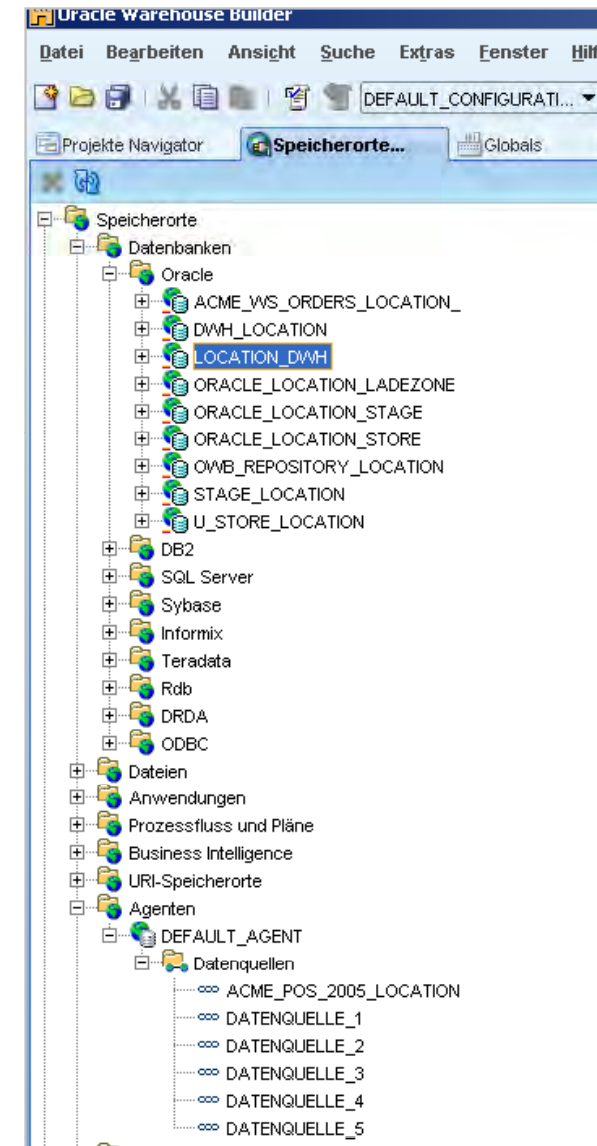 Oracle Warehouse Builder
Datei Bearbeiten Ansicht Suche Extras Fenster Hilf
DEFAULT_CONFIGURATI...
Projekte Navigator Speicherorte... Globals
Speicherorte
Datenbanken
Oracle
ACME_WS_ORDERS_LOCATION_
DWH_LOCATION
LOCATION_DWH
ORACLE_LOCATION_LADEZONE
ORACLE_LOCATION_STAGE
ORACLE_LOCATION_STORE
OWB_REPOSITORY_LOCATION
STAGE_LOCATION
U_STORE_LOCATION
DB2
SQL Server
Sybase
Informix
Teradata
Rdb
DRDA
ODBC
Dateien
Anwendungen
Prozessfluss und Pläne
Business Intelligence
URI-Speicherorte
Agenten
DEFAULT_AGENT
Datenquellen
ACME_POS_2005_LOCATION
DATENQUELLE_1
DATENQUELLE_2
DATENQUELLE_3
DATENQUELLE_4
DATENQUELLE_5